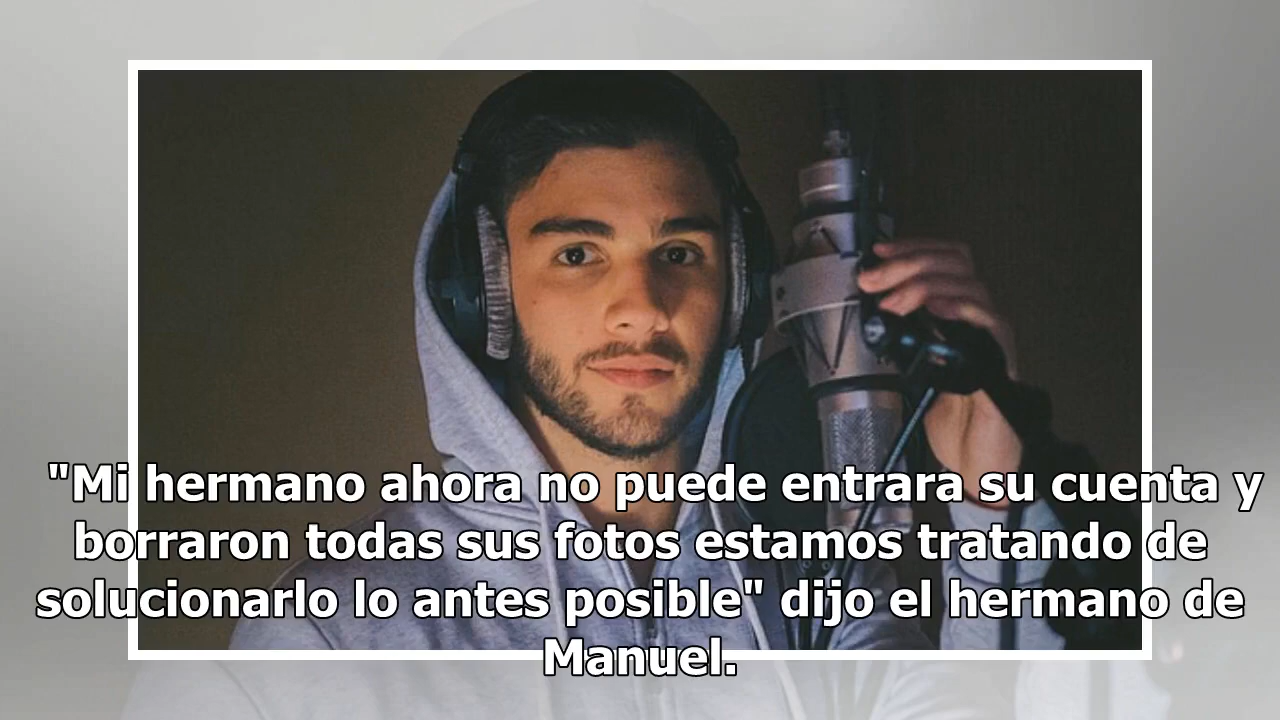 "Mi hermano ahora no puede entrara su cuenta y
borraron todas sus fotos estamos tratando de
solucionarlo lo antes posible" dijo el hermano de
Manuel.